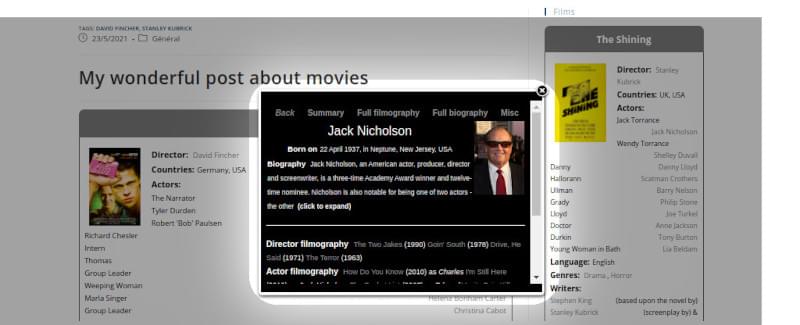 Films
TAGS: DAVID FINCHER, STANLEY KUBRICK
23/5/2021 - Général
My wonderful post about movies
Director: David Fincher
Countries: Germany, USA
Actors:
The Narrator
Tyler Durden
Robert 'Bob' Paulsen
Richard Chesler
Intern
Thomas
Group Leader
Weeping Woman
Marla Singer
Group Leader
Helena Bonham Carter
Christina Cabot
Back Summary Full filmography Full biography Misc
Jack Nicholson
Born on 22 April 1937, in Neptune, New Jersey, USA
Biography Jack Nicholson, an American actor, producer, director
and screenwriter, is a three-time Academy Award winner and twelve-
time nominee. Nicholson is also notable for being one of two actors -
the other (click to expand)
Director filmography The Two Jakes (1990) Goin' South (1978) Drive, He
Said (1971) The Terror (1963)
Actor filmography How Do You Know (2010) as Charles I'm Still Here
The Shining
THE SHiNiNG
Director: Stanley
Kubrick
Countries: UK, USA
Actors:
Jack Torrance
Jack Nicholson
Wendy Torrance
Shelley Duvall
Danny Danny Lloyd
Hallorann Scatman Crothers
Ullman Barry Nelson
Grady Philip Stone
Lloyd Joe Turkel
Doctor Anne Jackson
Durkin Tony Burton
Young Woman in Bath Lia Beldam
Language: English
Genres: Drama, Horror
Writers:
Stephen King (based upon the novel by)
Stanley Kubrick (screenplay by) &